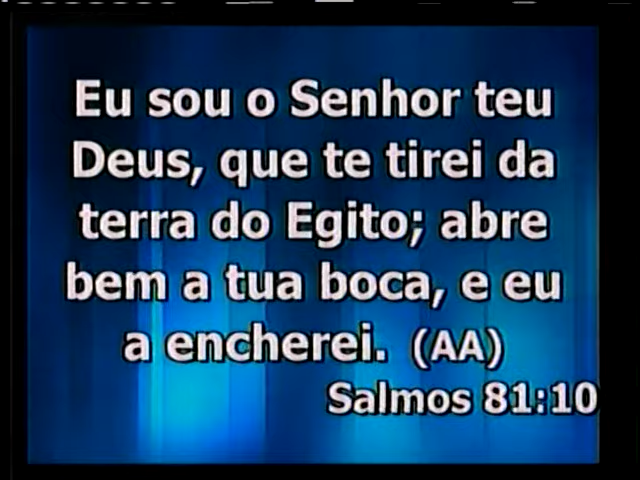 Eu sou o Senhor teu
Deus, que te tirei da
terra do Egito; abre
bem a tua boca, e eu
a encherei. (AA)
Salmos 81:10